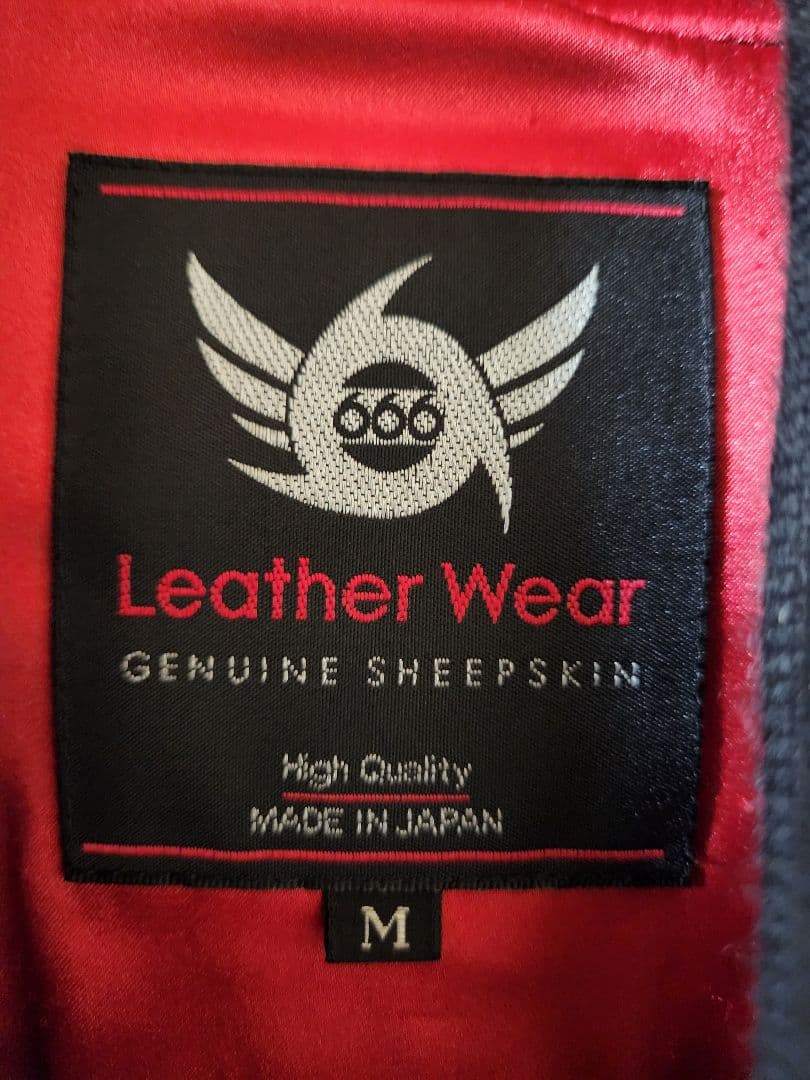 666
Leather Wear
GENUINE SHEEPSKIN
High Quality
MADE IN JAPAN
M